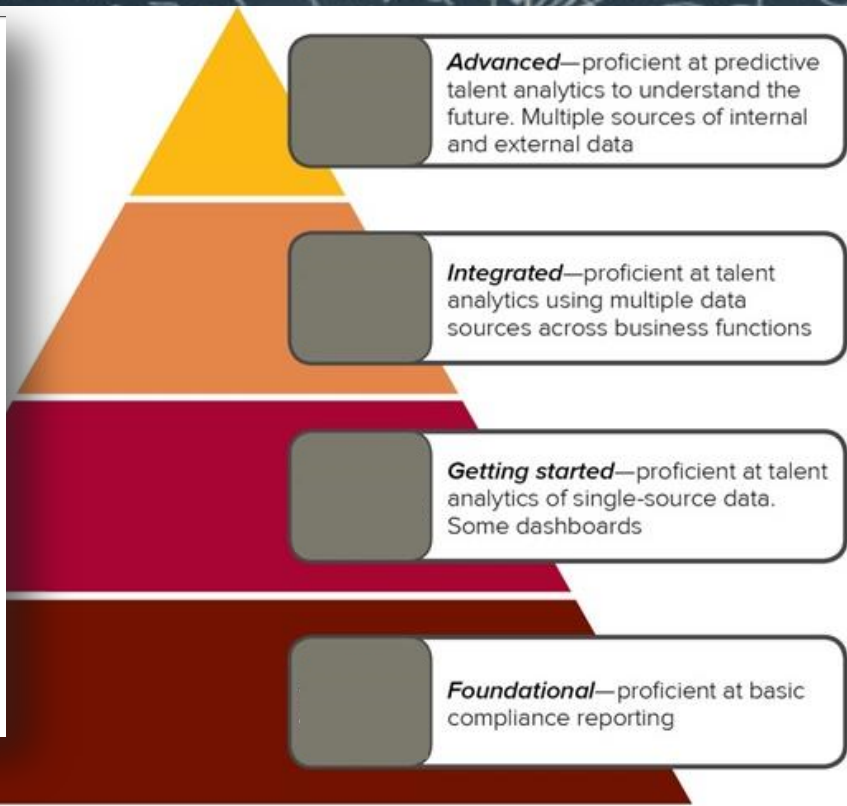 Advanced—proficient at predictive
talent analytics to understand the
future. Multiple sources of internal
and external data
Integrated—proficient at talent
analytics using multiple data
sources across business functions
Getting started—proficient at talent
analytics of single-source data.
Some dashboards
Foundational—proficient at basic
compliance reporting